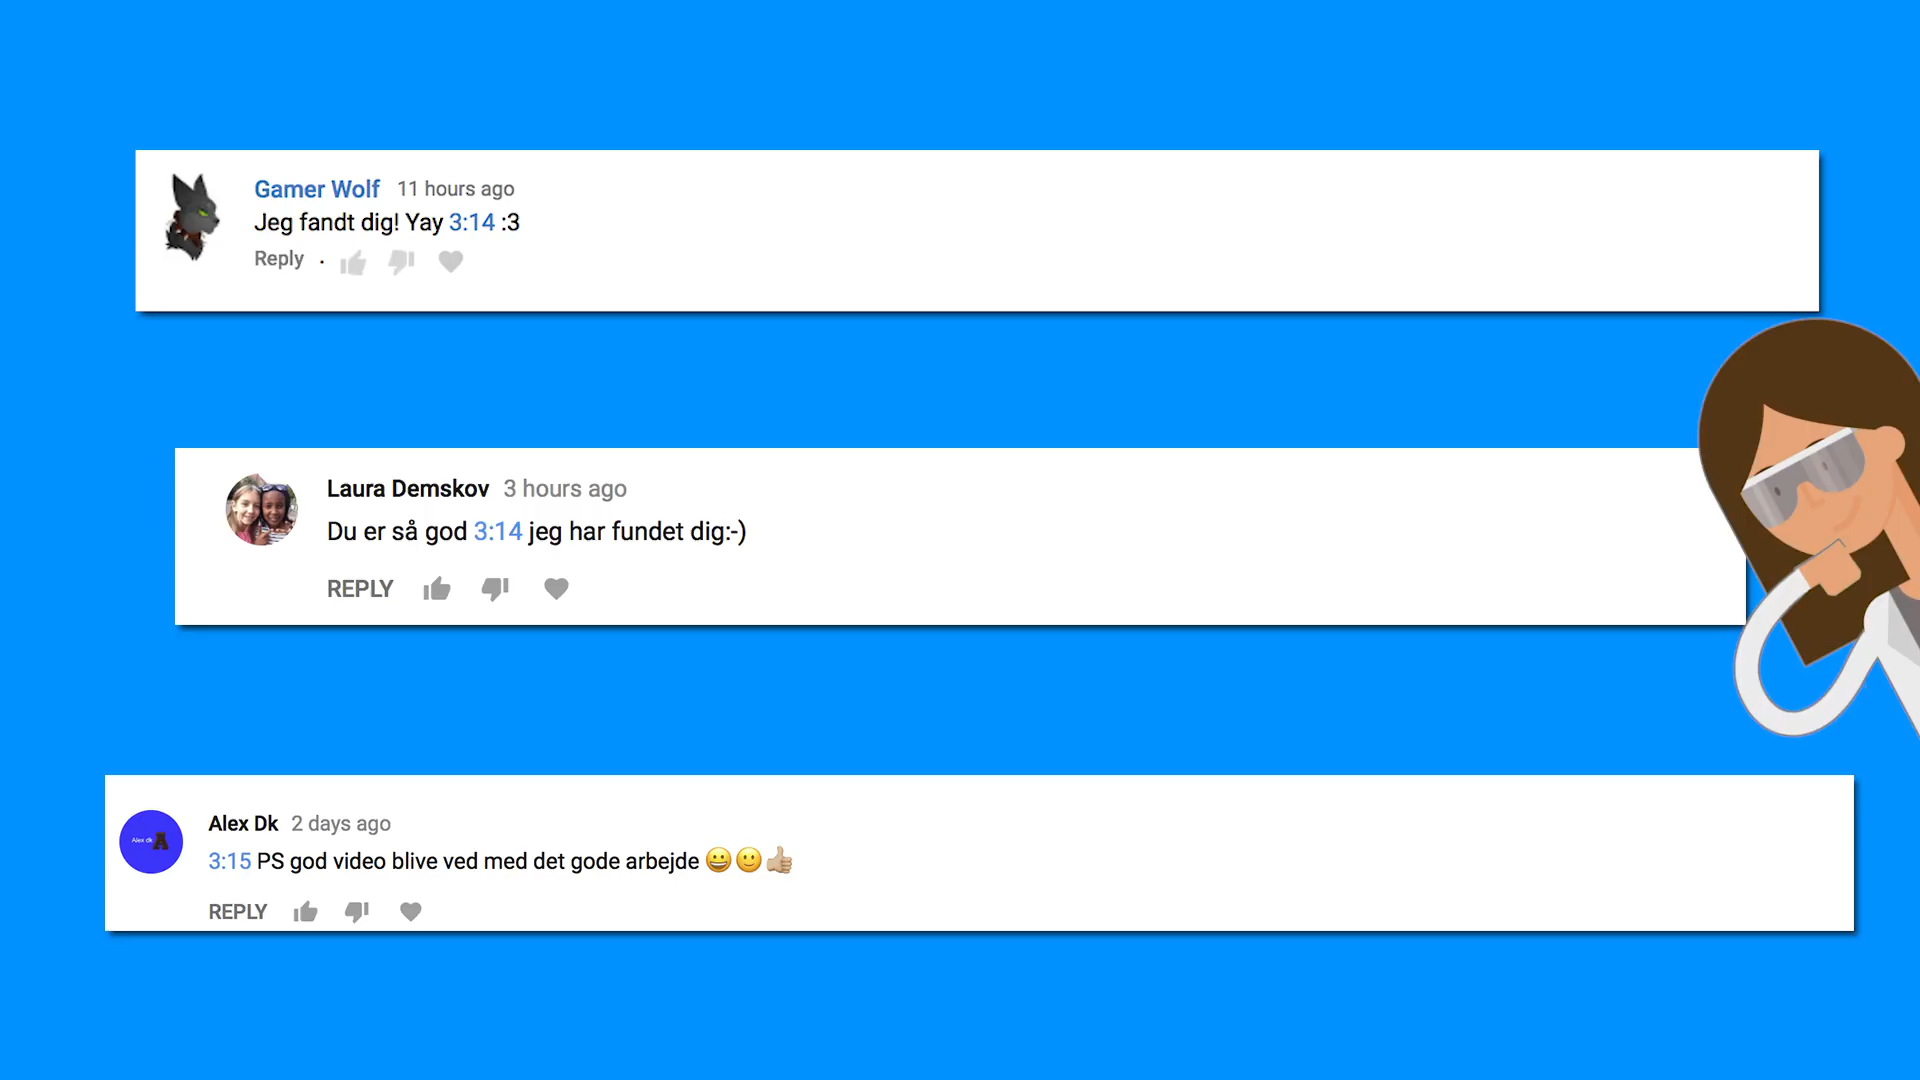 Gamer Wolf 11 hours ago
Jeg fandt dig! Yay 3:14 :3
Reply ·
Laura Demskov 3 hours ago
Du er så god 3:14 jeg har fundet dig:-)
REPLY
Alex dk A
Alex Dk 2 days ago
3:15 PS god video blive ved med det gode arbejde 😀🙂👍🏼
REPLY